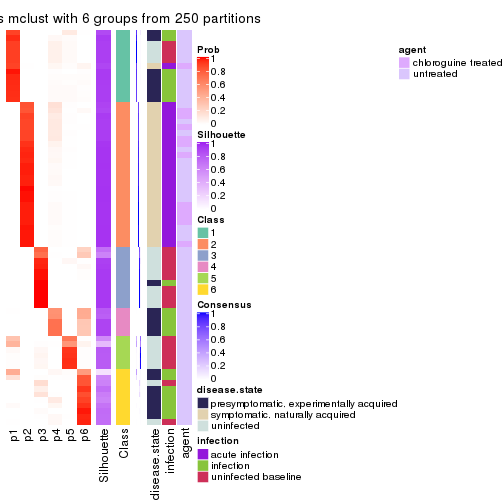 s mclust with 6 groups from 250 partitions
Prob
1
0.8
0.6
0.4
0.2
0
Silhouette
1
0.8
0.6
0.4
0.2
0
Class
1
2
3
4
5
6
Consensus
1
0.8
0.6
0.4
0.2
0
disease.state
presymptomatic, experimentally acquired
symptomatic, naturally acquired
uninfected
infection
acute infection
infection
uninfected baseline
agent
chloroguine treated
untreated
p1
p2
p3
p4
p5
p6
Silhouette
Class
disease.state
infection
agent